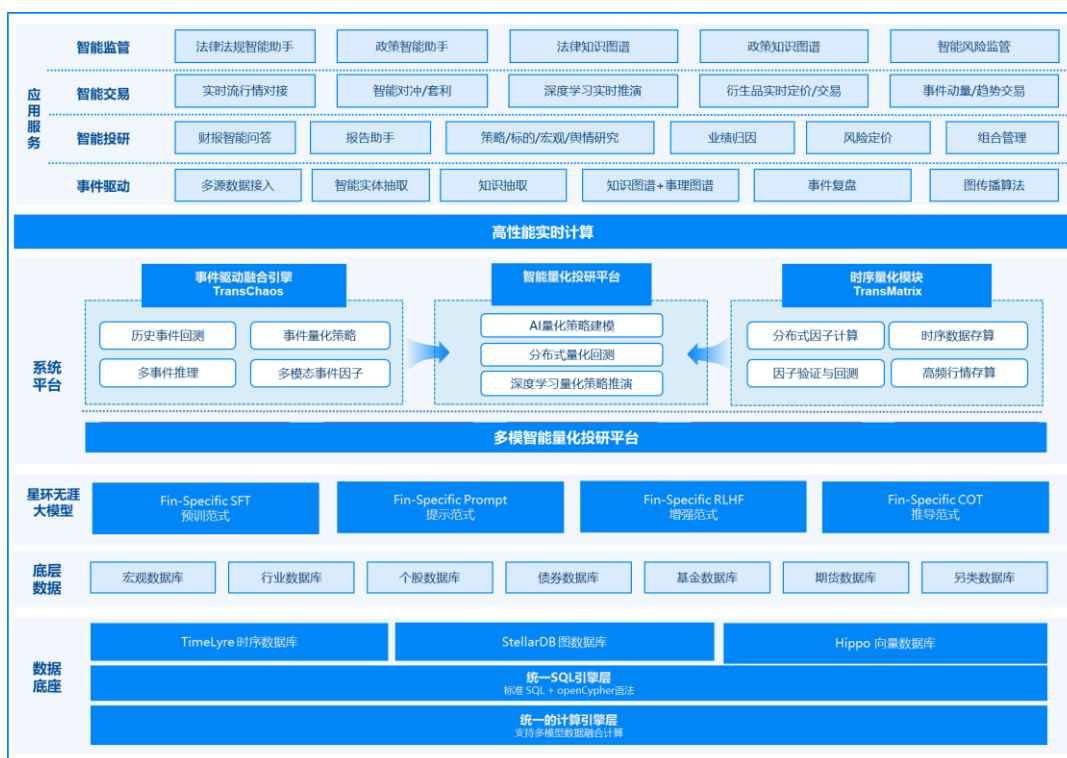 应用服务
智能监管
法律法规智能助手
政策智能助手
法律知识图谱
政策知识图谱
智能风险监管
智能交易
实时流行情对接
智能对冲/套利
深度学习实时推演
衍生品实时定价/交易
事件动量/趋势交易
智能投研
财报智能问答
报告助手
策略/标的/宏观/舆情研究
业绩归因
风险定价
组合管理
事件驱动
多源数据接入
智能实体抽取
知识抽取
知识图谱+事理图谱
事件复盘
图传播算法
高性能实时计算
系统
平台
事件驱动融合引擎
TransChaos
历史事件回测
事件量化策略
多事件推理
多模态事件因子
智能量化投研平台
AI量化策略建模
分布式量化回测
深度学习量化策略推演
时序量化模块
TransMatrix
分布式因子计算
时序数据存算
因子验证与回测
高频行情存算
多模智能量化投研平台
星环无涯
大模型
Fin-Specific SFT
预训范式
Fin-Specific Prompt
提示范式
Fin-Specific RLHF
增强范式
Fin-Specific COT
推导范式
底层
数据
宏观数据库
行业数据库
个股数据库
债券数据库
基金数据库
期货数据库
另类数据库
数据
底座
TimeLyre 时序数据库
StellarDB 图数据库
Hippo 向量数据库
统一SQL引擎层
标准 SQL + openCypher语法
统一的计算引擎层
支持多模型数据融合计算